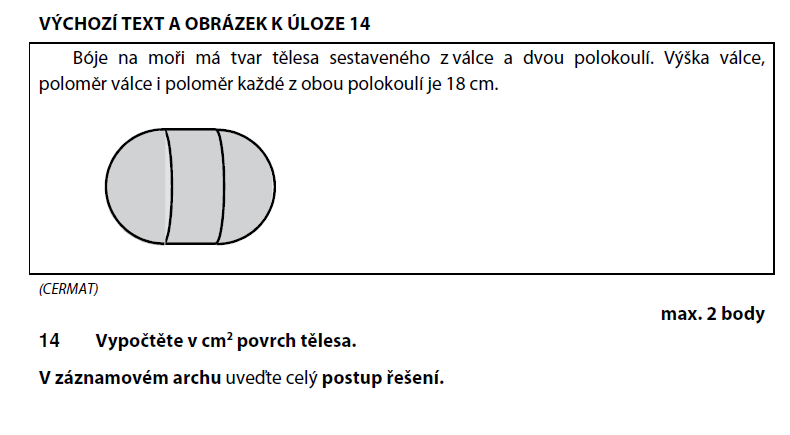 VÝCHOZÍ TEXT A OBRÁZEK K ÚLOZE 14
Bóje na moři má tvar tělesa sestaveného z válce a dvou polokoulí. Výška válce,
poloměr válce i poloměr každé z obou polokoulí je 18 cm.
(CERMAT)
max. 2 body
14 Vypočtěte v cm² povrch tělesa.
V záznamovém archu uveďte celý postup řešení.